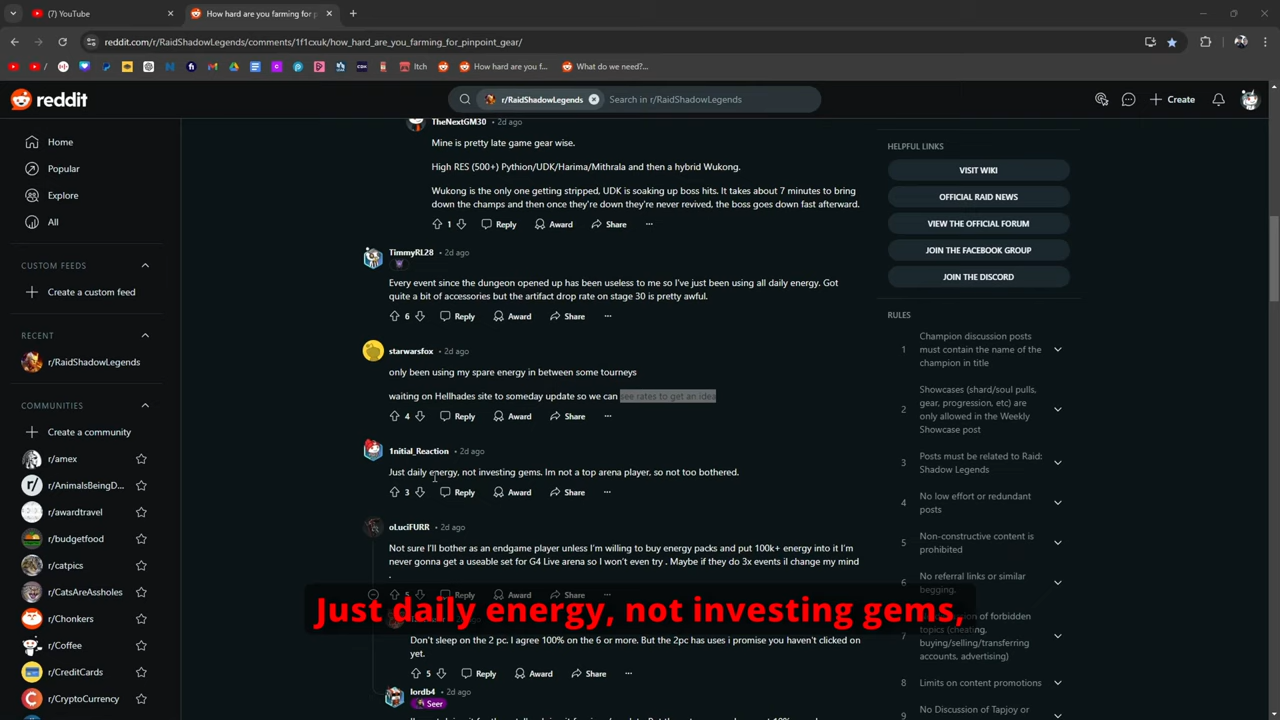 (7) YouTube
How hard are you farming for p
reddit.com/r/RaidShadowLegends/comments/1f1cxuk/how_hard_are_you_farming_for_pinpoint_gear/
Itch
How hard are you f...
What do we need?...
reddit
r/RaidShadowLegends
Search in r/RaidShadowLegends
Create
Home
Popular
Explore
All
CUSTOM FEEDS
Create a custom feed
RECENT
r/RaidShadowLegends
COMMUNITIES
Create a community
r/amex
r/AnimalsBeingD...
r/awardtravel
r/budgetfood
r/catpics
r/CatsAreAssholes
r/Chonkers
r/Coffee
r/CreditCards
r/CryptoCurrency
TheNextGM30 • 2d ago
Mine is pretty late game gear wise.
High RES (500+) Pythion/UDK/Harima/Mithrala and then a hybrid Wukong.
Wukong is the only one getting stripped, UDK is soaking up boss hits. It takes about 7 minutes to bring
down the champs and then once they're down they're never revived, the boss goes down fast afterward.
1 Reply Award Share ...
TimmyRL28 • 2d ago
Every event since the dungeon opened up has been useless to me so I've just been using all daily energy. Got
quite a bit of accessories but the artifact drop rate on stage 30 is pretty awful.
6 Reply Award Share ...
starwarsfox • 2d ago
only been using my spare energy in between some tourneys
waiting on Hellhades site to someday update so we can see rates to get an idea
4 Reply Award Share ...
1nitial_Reaction • 2d ago
Just daily energy, not investing gems. Im not a top arena player, so not too bothered.
3 Reply Award Share ...
oLuciFURR • 2d ago
Not sure I'll bother as an endgame player unless I'm willing to buy energy packs and put 100k+ energy into it I'm
never gonna get a useable set for G4 Live arena so I won't even try . Maybe if they do 3x events il change my mind
.
5 Reply Award Share ...
Just daily energy, not investing gems,
Don't sleep on the 2 pc. I agree 100% on the 6 or more. But the 2pc has uses i promise you haven't clicked on
yet.
5 Reply Award Share ...
lordb4 • 2d ago
Seer
HELPFUL LINKS
VISIT WIKI
OFFICIAL RAID NEWS
VIEW THE OFFICIAL FORUM
JOIN THE FACEBOOK GROUP
JOIN THE DISCORD
RULES
1 Champion discussion posts
must contain the name of the
champion in title
2 Showcases (shard/soul pulls,
gear, progression, etc) are
only allowed in the Weekly
Showcase post
3 Posts must be related to Raid:
Shadow Legends
4 No low effort or redundant
posts
5 Non-constructive content is
prohibited
6 No referral links or similar
begging.
of forbidden
topics (cheating,
buying/selling/transferring
accounts, advertising)
8 Limits on content promotions
9 No Discussion of Tapjoy or